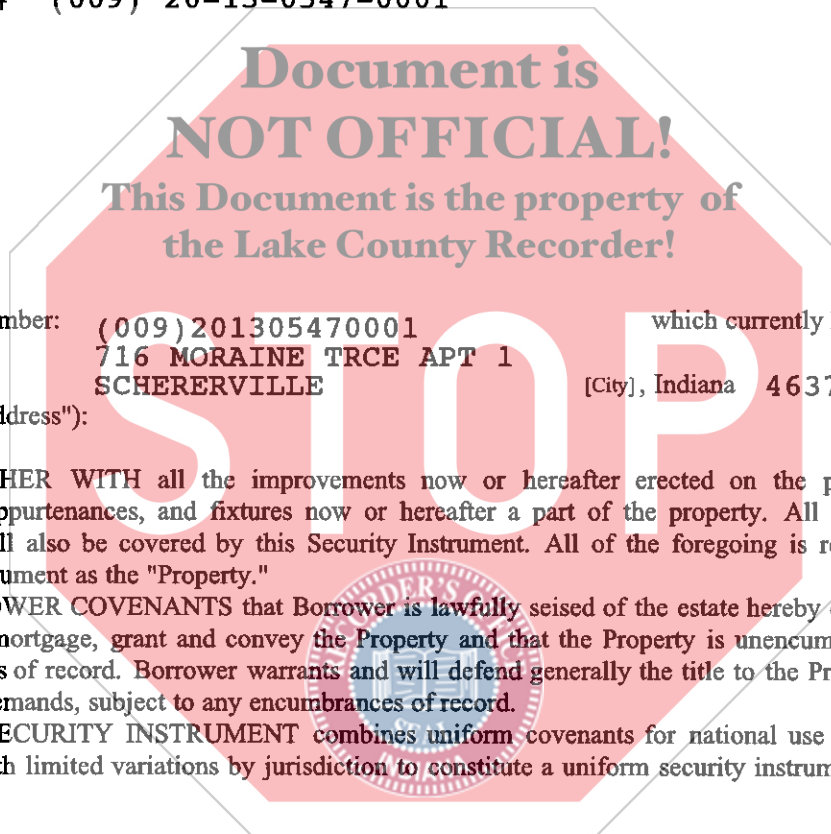 (009) 20-13-0547-0001
Document is
NOT OFFICIAL!
This Document is the property of
the Lake County Recorder!
mber: (009)201305470001 which currently
716 MORAINE TRCE APT 1
SCHERERVILLE [City], Indiana 4637
ddress"):
STOP
HER WITH all the improvements now or hereafter erected on the p
ppurtenances, and fixtures now or hereafter a part of the property. All
ll also be covered by this Security Instrument. All of the foregoing is re
ument as the "Property."
OWER COVENANTS that Borrower is lawfully seised of the estate hereby
mortgage, grant and convey the Property and that the Property is unencum
s of record. Borrower warrants and will defend generally the title to the Pr
emands, subject to any encumbrances of record.
ECURITY INSTRUMENT combines uniform covenants for national use
th limited variations by jurisdiction to constitute a uniform security instrum
RECORDER'S OFFICE
SEAL
INDIANA